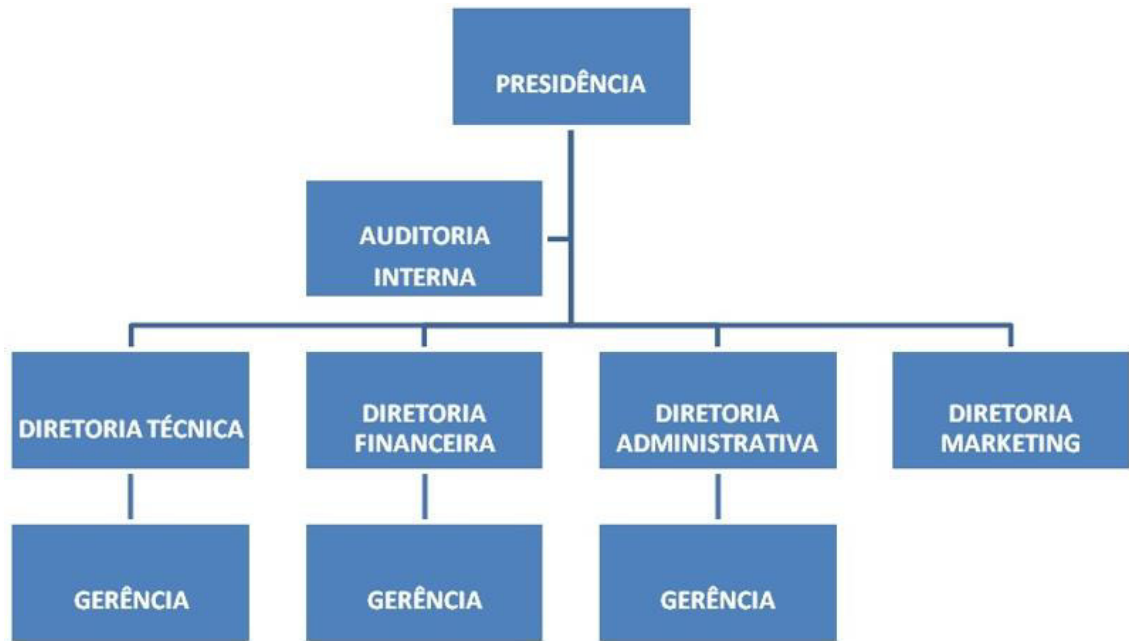 PRESIDÊNCIA
AUDITORIA
INTERNA
DIRETORIA TÉCNICA
DIRETORIA
FINANCEIRA
DIRETORIA
ADMINISTRATIVA
DIRETORIA
MARKETING
GERÊNCIA
GERÊNCIA
GERÊNCIA